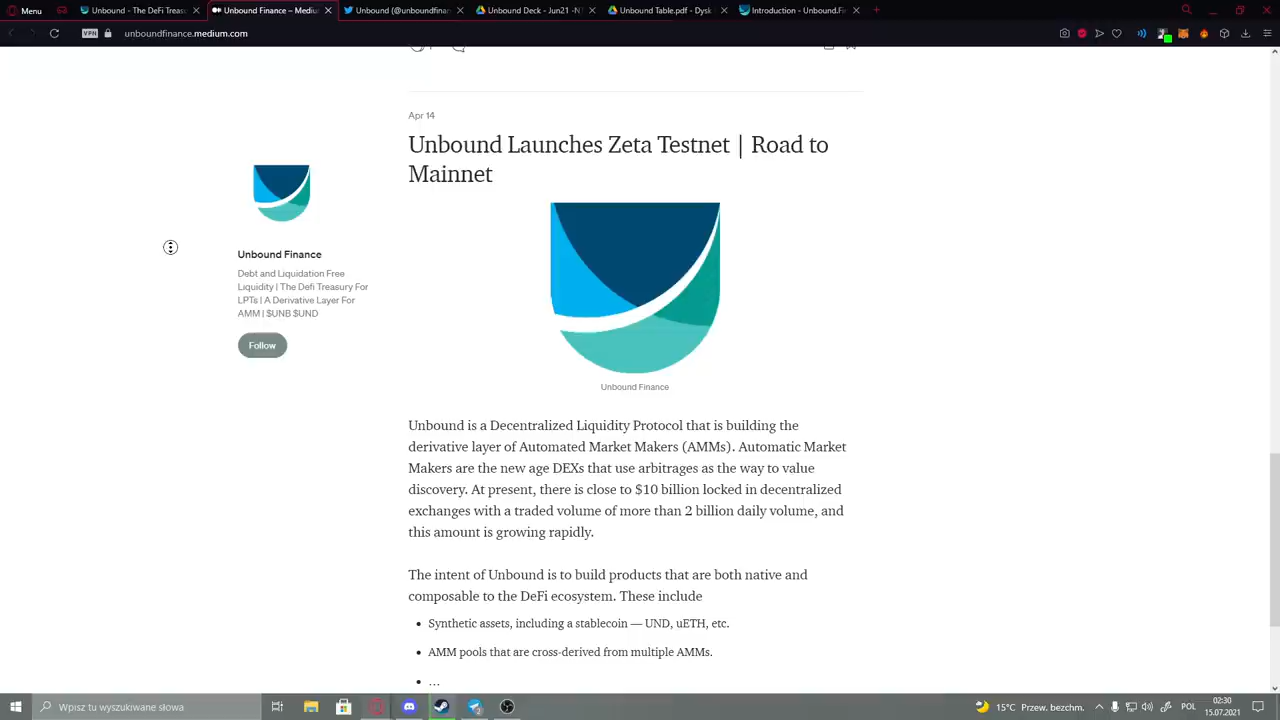 Menu
Unbound - The DeFi Treasu
Unbound Finance – Medium
Unbound (@unboundfinan
Unbound Deck - Jun21 -N
Unbound Table.pdf - Dysk
Introduction - Unbound.Fi
VPN
unboundfinance.medium.com
Apr 14
Unbound Launches Zeta Testnet | Road to
Mainnet
Unbound Finance
Debt and Liquidation Free
Liquidity | The Defi Treasury For
LPTs | A Derivative Layer For
AMM | $UNB $UND
Follow
Unbound Finance
Unbound is a Decentralized Liquidity Protocol that is building the
derivative layer of Automated Market Makers (AMMs). Automatic Market
Makers are the new age DEXs that use arbitrages as the way to value
discovery. At present, there is close to $10 billion locked in decentralized
exchanges with a traded volume of more than 2 billion daily volume, and
this amount is growing rapidly.
The intent of Unbound is to build products that are both native and
composable to the DeFi ecosystem. These include
• Synthetic assets, including a stablecoin — UND, uETH, etc.
• AMM pools that are cross-derived from multiple AMMs.
• …
Wpisz tu wyszukiwane słowa
15°C Przew. bezchm.
POL
02:30
15.07.2021